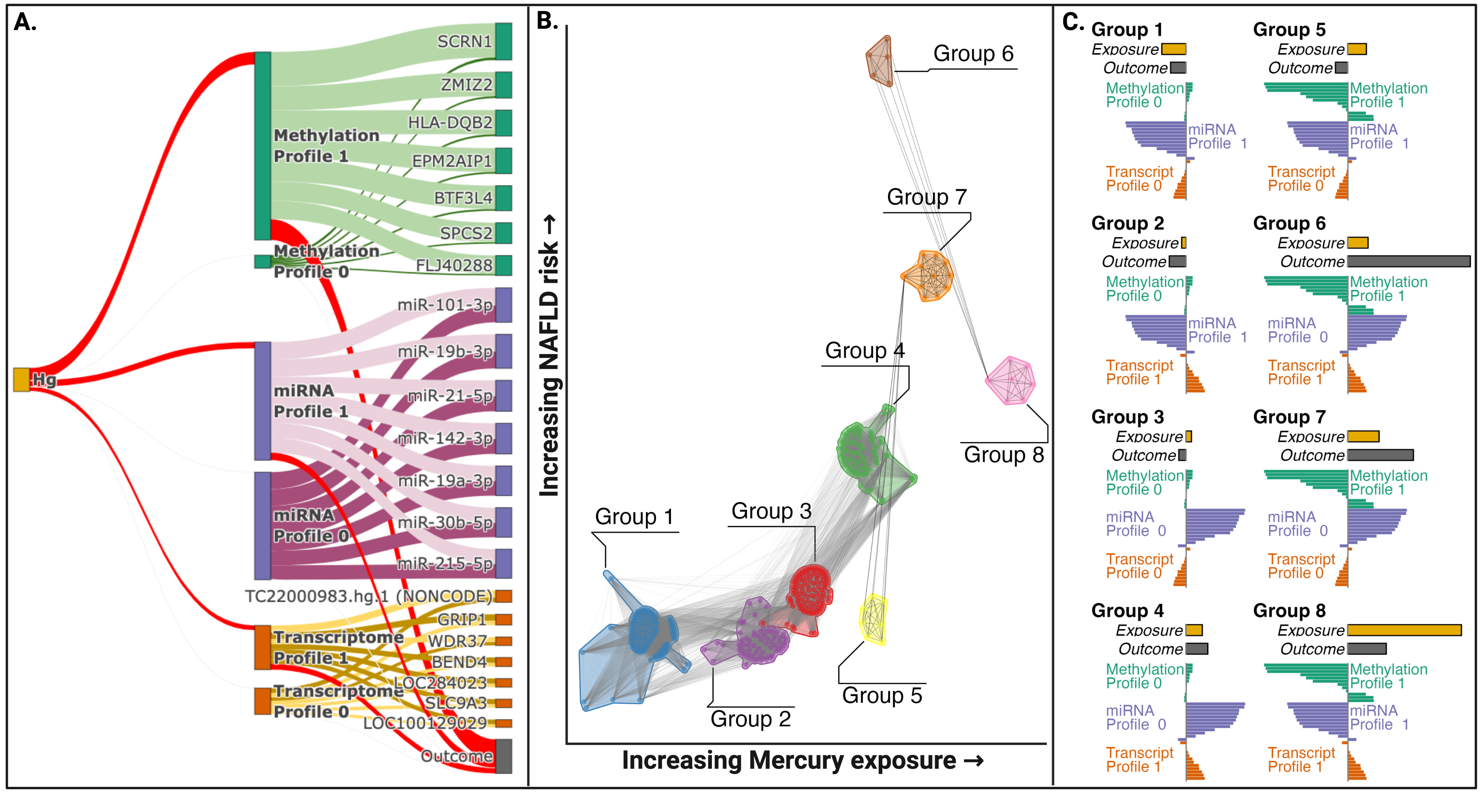 A.
SCRN1
ZMIZ2
HLA-DQB2
Methylation
Profile 1
EPM2AIP1
BTF3L4
SPCS2
Methylation
Profile 0
FLJ40288
miR-101-3p
miR-19b-3p
Hg
miRNA
Profile 1
miR-21-5p
miR-142-3p
miR-19a-3p
miRNA
Profile 0
miR-30b-5p
miR-215-5p
TC22000983.hg.1 (NONCODE)
GRIP1
Transcriptome
Profile 1
WDR37
BEND4
LOC284023
Transcriptome
Profile 0
SLC9A3
LOC100129029
Outcome
B.
Increasing NAFLD risk →
Group 6
Group 7
Group 4
Group 8
Group 3
Group 1
Group 5
Group 2
Increasing Mercury exposure →
C.
Group 1
Exposure
Outcome
Methylation
Profile 0
miRNA
Profile 1
Transcript
Profile 0
Group 5
Exposure
Outcome
Methylation
Profile 1
miRNA
Profile 1
Transcript
Profile 0
Group 2
Exposure
Outcome
Methylation
Profile 0
miRNA
Profile 1
Transcript
Profile 1
Group 6
Exposure
Outcome
Methylation
Profile 1
miRNA
Profile 0
Transcript
Profile 1
Group 3
Exposure
Outcome
Methylation
Profile 0
miRNA
Profile 0
Transcript
Profile 0
Group 7
Exposure
Outcome
Methylation
Profile 1
miRNA
Profile 0
Transcript
Profile 0
Group 4
Exposure
Outcome
Methylation
Profile 0
miRNA
Profile 0
Transcript
Profile 1
Group 8
Exposure
Outcome
Methylation
Profile 1
miRNA
Profile 1
Transcript
Profile 1